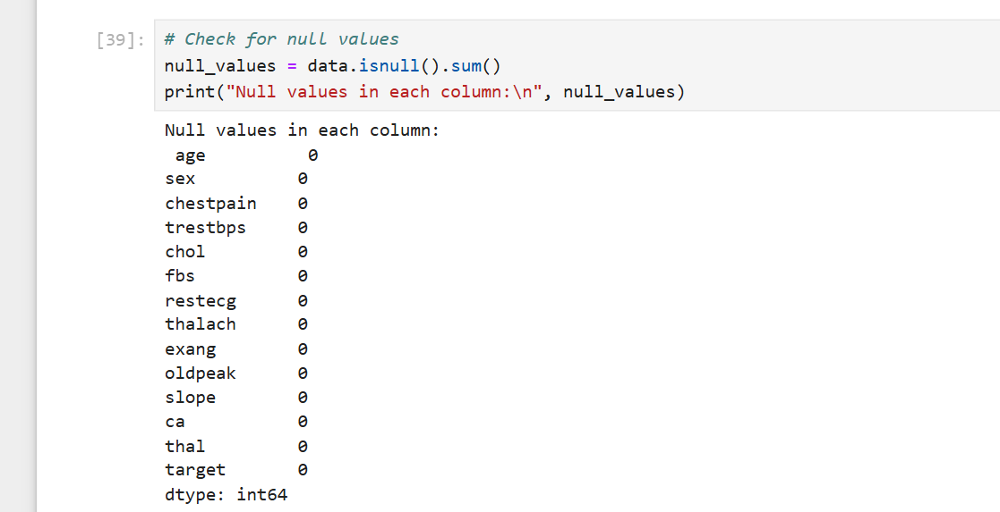 [39]: # Check for null values
null_values = data.isnull().sum()
print("Null values in each column:\n", null_values)
Null values in each column:
 age          0
sex          0
chestpain    0
trestbps     0
chol         0
fbs          0
restecg      0
thalach      0
exang        0
oldpeak      0
slope        0
ca           0
thal         0
target       0
dtype: int64